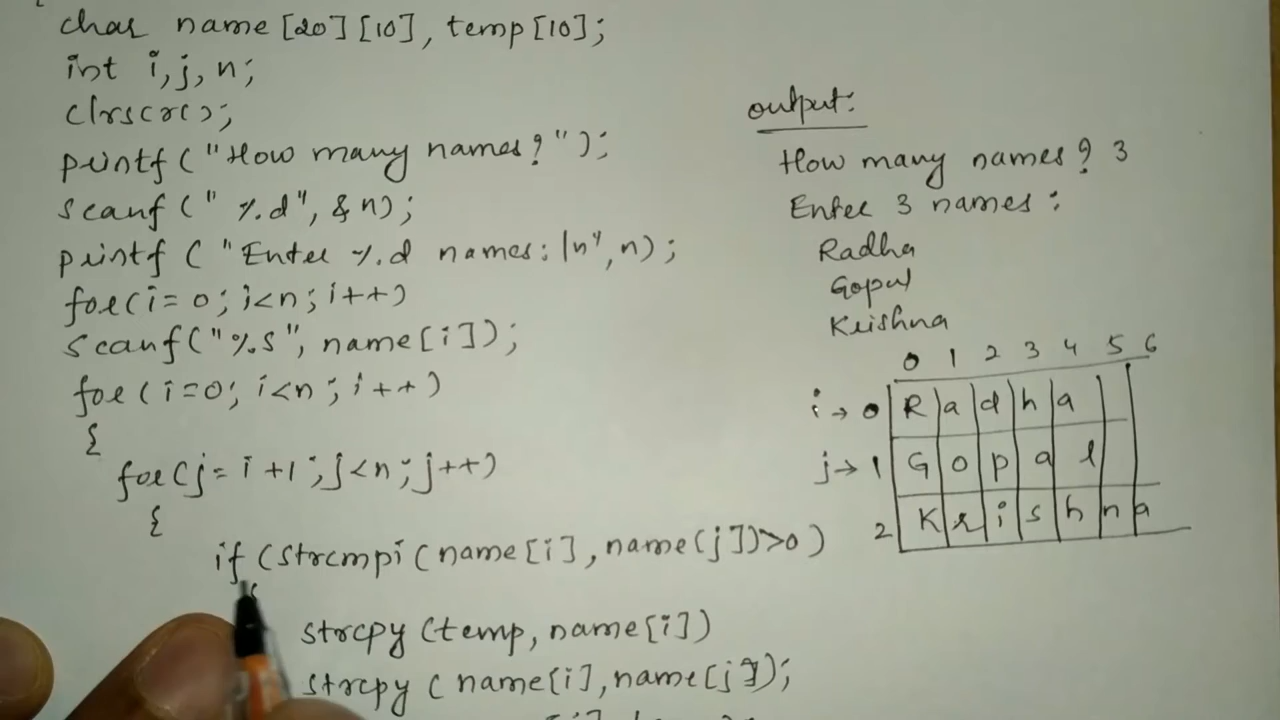 char name [20][10], temp[10];
int i, j, n;
clrscr();
printf ("How many names?");
scanf (" %d", &n);
printf ("Enter %d names: \n", n);
for(i= 0; i<n; i++)
scanf("%s", name[i]);
for (i=0; i<n ; i++)
{
for(j= i +1 ; j<n; j++)
{
if (strcmpi (name[i], name[j])>0)
{
strcpy (temp, name[i])
strcpy (name[i], name[j]);
output:
How many names? 3
Enter 3 names :
Radha
Gopal
Krishna
0 1 2 3 4 5 6
i → 0 R a d h a
j → 1 G o p a l
2 K r i s h n a